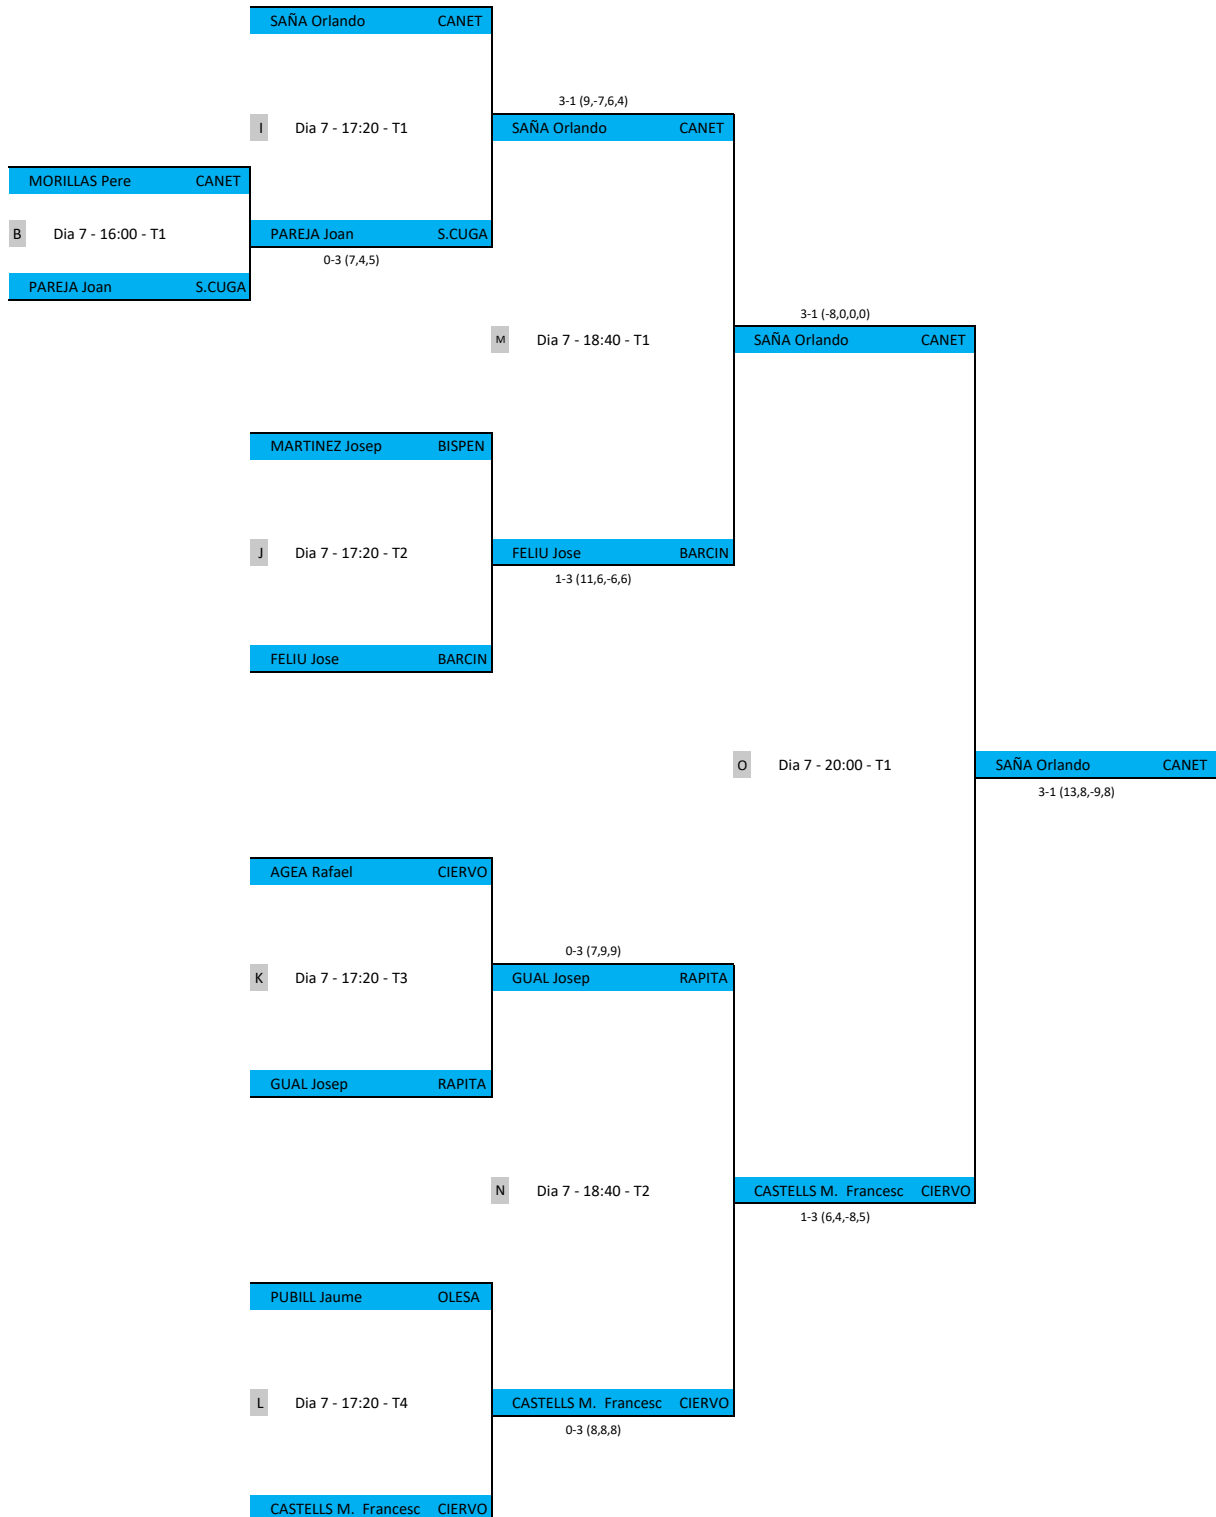 SAÑA Orlando CANET
3-1 (9,-7,6,4)
I Dia 7 - 17:20 - T1 SAÑA Orlando CANET
MORILLAS Pere CANET
B Dia 7 - 16:00 - T1 PAREJA Joan S.CUGA
0-3 (7,4,5)
PAREJA Joan S.CUGA
3-1 (-8,0,0,0)
M Dia 7 - 18:40 - T1 SAÑA Orlando CANET
MARTINEZ Josep BISPEN
J Dia 7 - 17:20 - T2 FELIU Jose BARCIN
1-3 (11,6,-6,6)
FELIU Jose BARCIN
O Dia 7 - 20:00 - T1 SAÑA Orlando CANET
3-1 (13,8,-9,8)
AGEA Rafael CIERVO
0-3 (7,9,9)
K Dia 7 - 17:20 - T3 GUAL Josep RAPITA
GUAL Josep RAPITA
N Dia 7 - 18:40 - T2 CASTELLS M. Francesc CIERVO
1-3 (6,4,-8,5)
PUBILL Jaume OLESA
L Dia 7 - 17:20 - T4 CASTELLS M. Francesc CIERVO
0-3 (8,8,8)
CASTELLS M. Francesc CIERVO